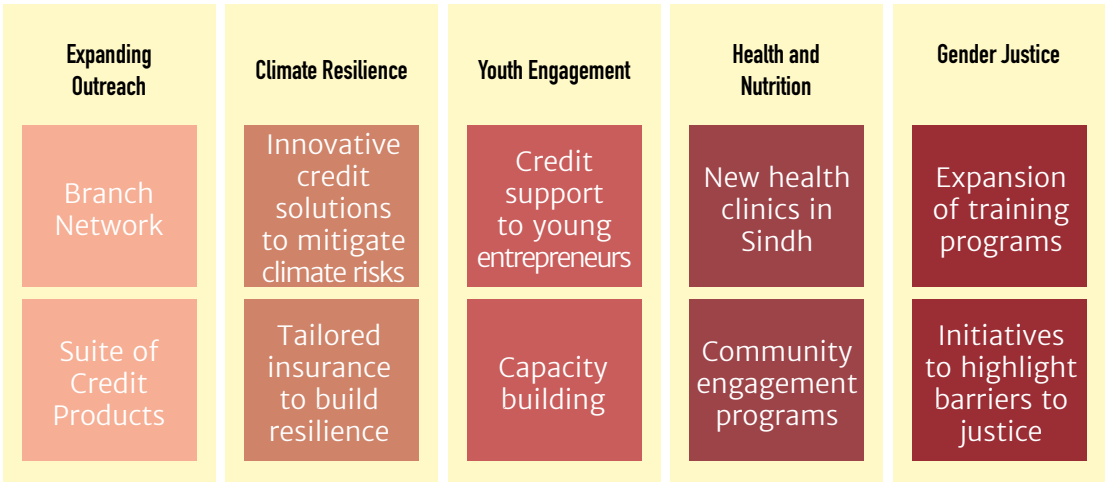 Expanding
Outreach
Branch
Network
Suite of
Credit
Products
Climate Resilience
Innovative
credit
solutions
to mitigate
climate risks
Tailored
insurance
to build
resilience
Youth Engagement
Credit
support
to young
entrepreneurs
Capacity
building
Health and
Nutrition
New health
clinics in
Sindh
Community
engagement
programs
Gender Justice
Expansion
of training
programs
Initiatives
to highlight
barriers to
justice